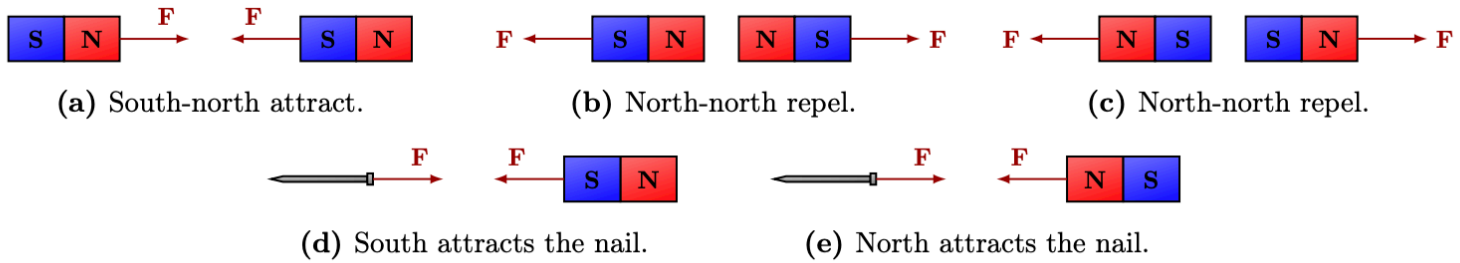 S N F F S N
(a) South-north attract.
F S N N S F
(b) North-north repel.
F N S S N F
(c) North-north repel.
F F S N
(d) South attracts the nail.
F F N S
(e) North attracts the nail.